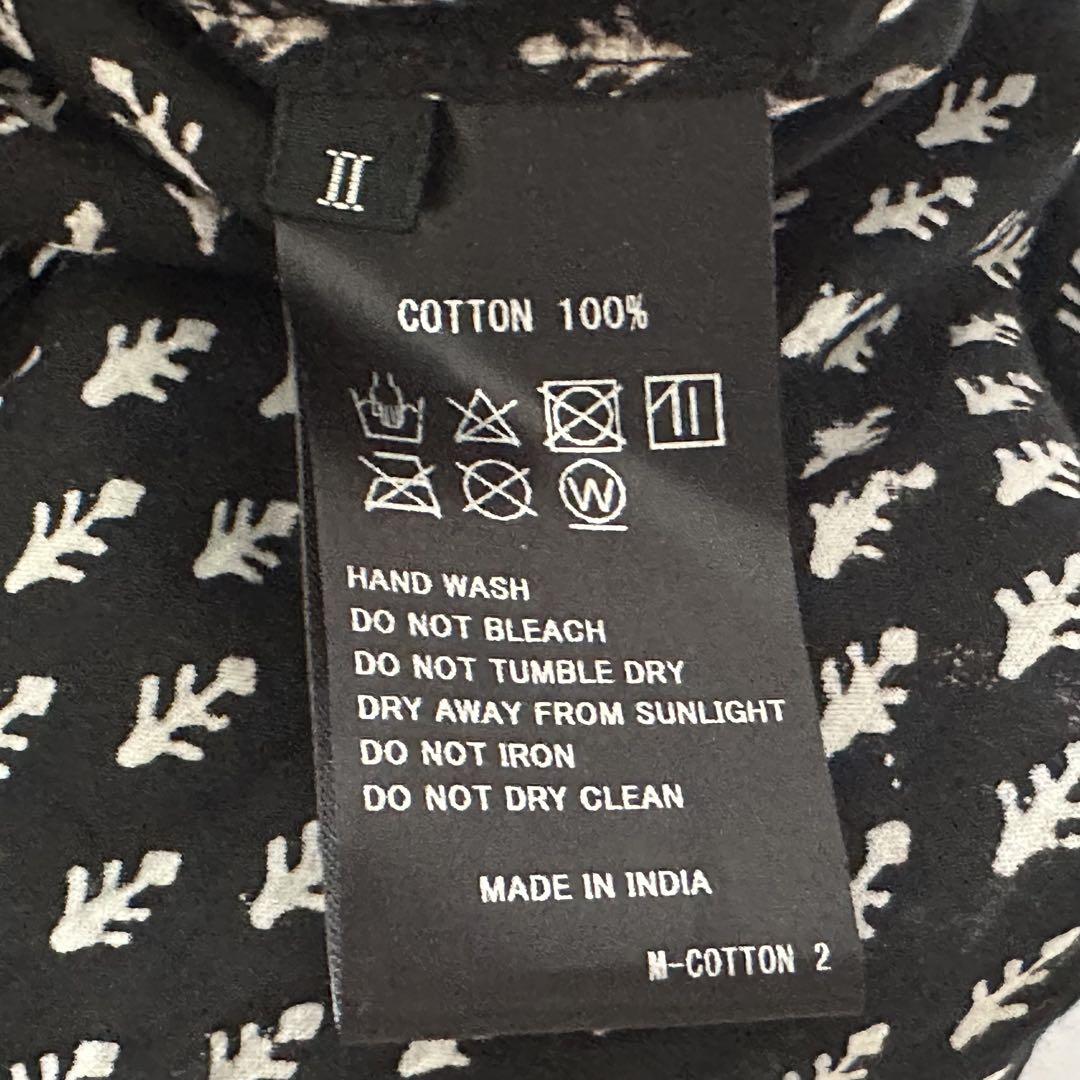 II
COTTON 100%
W
HAND WASH
DO NOT BLEACH
DO NOT TUMBLE DRY
DRY AWAY FROM SUNLIGHT
DO NOT IRON
DO NOT DRY CLEAN
MADE IN INDIA
M-COTTON 2